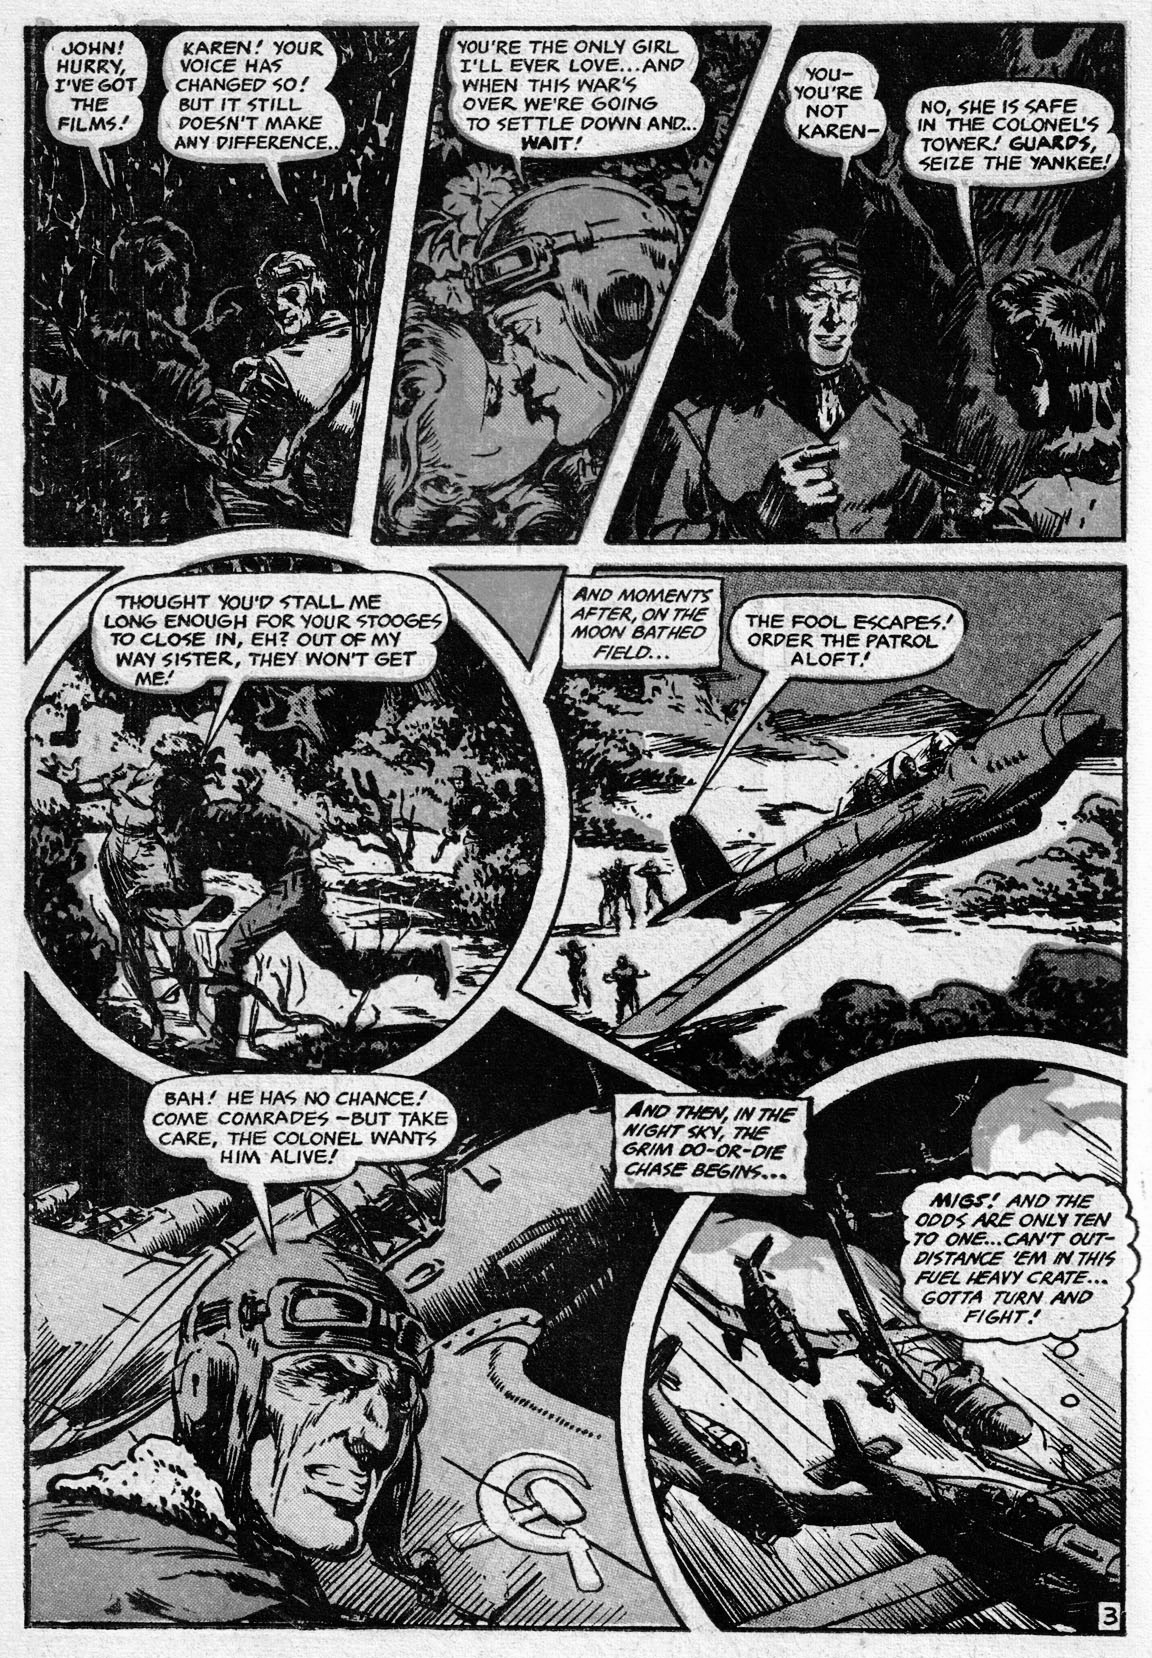 JOHN!
HURRY,
I'VE GOT
THE
FILMS!
KAREN! YOUR
VOICE HAS
CHANGED SO!
BUT IT STILL
DOESN'T MAKE
ANY DIFFERENCE..
YOU'RE THE ONLY GIRL
I'LL EVER LOVE...AND
WHEN THIS WAR'S
OVER WE'RE GOING
TO SETTLE DOWN AND...
WAIT!
YOU-
YOU'RE
NOT
KAREN-
NO, SHE IS SAFE
IN THE COLONEL'S
TOWER! GUARDS,
SEIZE THE YANKEE!
THOUGHT YOU'D STALL ME
LONG ENOUGH FOR YOUR STOOGES
TO CLOSE IN, EH? OUT OF MY
WAY SISTER, THEY WON'T GET
ME!
AND MOMENTS
AFTER, ON THE
MOON BATHED
FIELD...
THE FOOL ESCAPES!
ORDER THE PATROL
ALOFT!
BAH! HE HAS NO CHANCE!
COME COMRADES -BUT TAKE
CARE, THE COLONEL WANTS
HIM ALIVE!
AND THEN, IN THE
NIGHT SKY, THE
GRIM DO-OR-DIE
CHASE BEGINS...
MIGS! AND THE
ODDS ARE ONLY TEN
TO ONE...CAN'T OUT-
DISTANCE 'EM IN THIS
FUEL HEAVY CRATE...
GOTTA TURN AND
FIGHT!
3